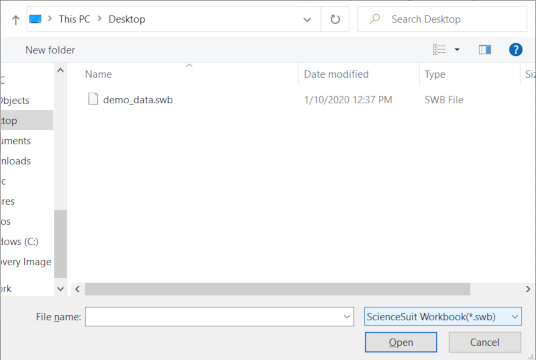 This PC > Desktop
Search Desktop
New folder
Name
Date modified
Type
Siz
demo_data.swb
1/10/2020 12:37 PM
SWB File
C
Objects
ktop
uments
nloads
ic
res
os
dows (C:)
overy Image
ork
File name:
ScienceSuit Workbook(*.swb)
Open
Cancel